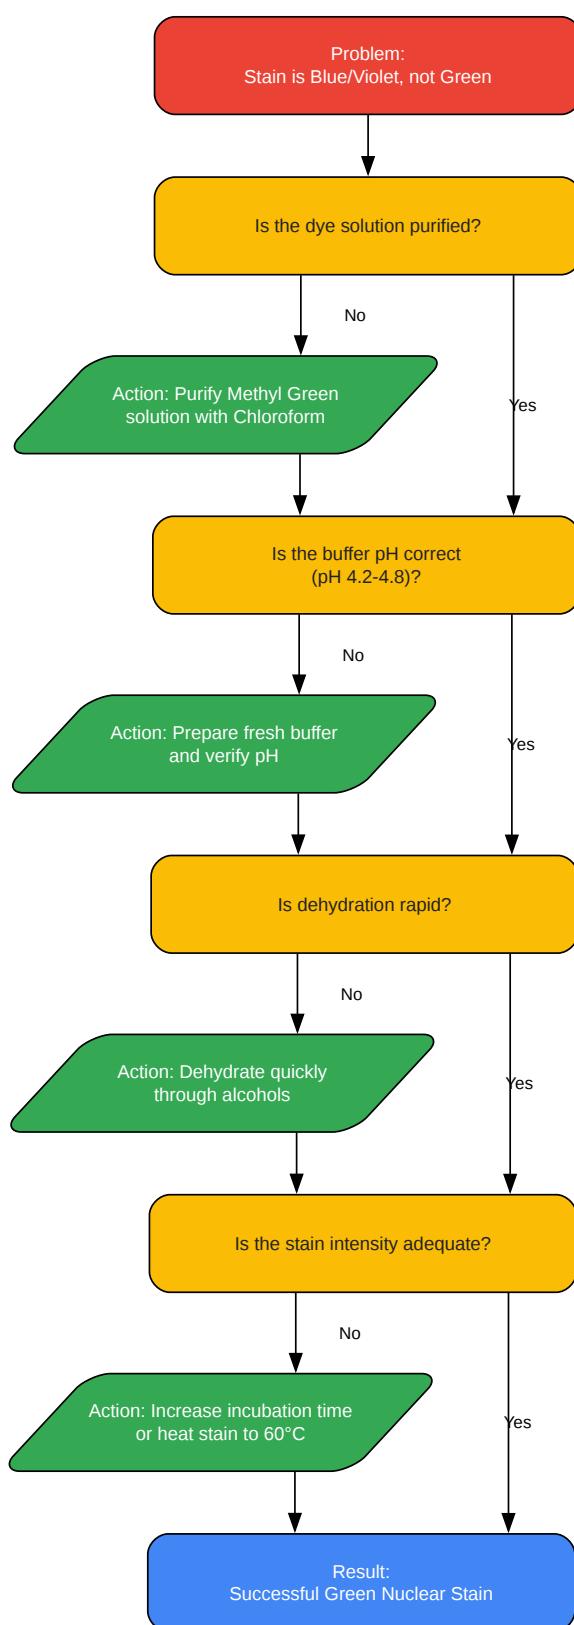 Problem:
Stain is Blue/Violet, not Green
Is the dye solution purified?
No
Action: Purify Methyl Green
solution with Chloroform
Yes
Is the buffer pH correct
(pH 4.2-4.8)?
No
Action: Prepare fresh buffer
and verify pH
Yes
Is dehydration rapid?
No
Action: Dehydrate quickly
through alcohols
Yes
Is the stain intensity adequate?
No
Action: Increase incubation time
or heat stain to 60°C
Yes
Result:
Successful Green Nuclear Stain